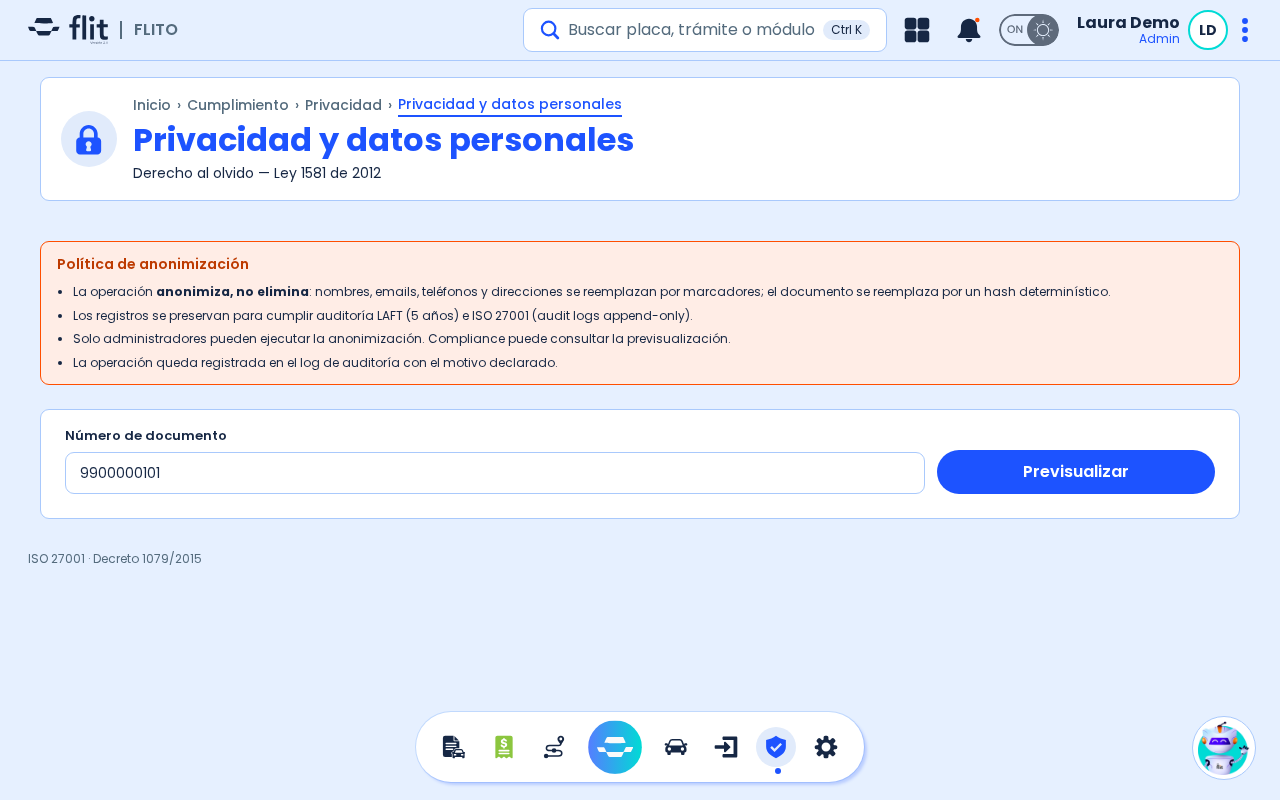 flit
FLITO
Buscar placa, trámite o módulo
Ctrl K
ON
Laura Demo
Admin
LD
Inicio › Cumplimiento › Privacidad › Privacidad y datos personales
Privacidad y datos personales
Derecho al olvido — Ley 1581 de 2012
Política de anonimización
• La operación anonimiza, no elimina: nombres, emails, teléfonos y direcciones se reemplazan por marcadores; el documento se reemplaza por un hash determinístico.
• Los registros se preservan para cumplir auditoría LAFT (5 años) e ISO 27001 (audit logs append-only).
• Solo administradores pueden ejecutar la anonimización. Compliance puede consultar la previsualización.
• La operación queda registrada en el log de auditoría con el motivo declarado.
Número de documento
9900000101
Previsualizar
ISO 27001 · Decreto 1079/2015